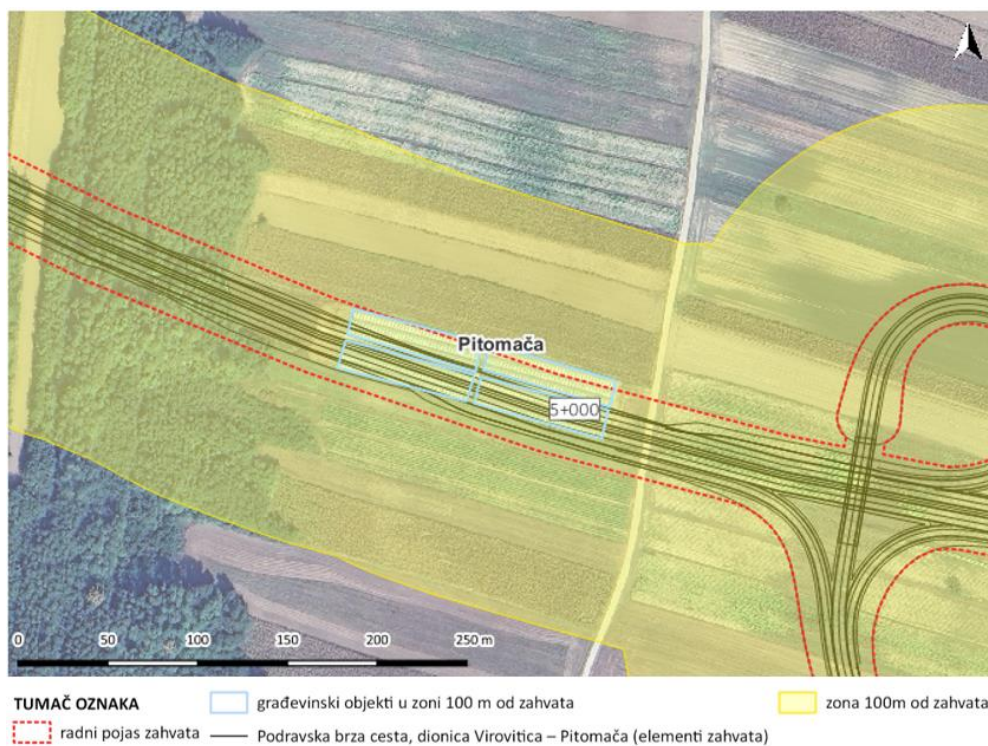 Pitomača
5+000
0 50 100 150 200 250 m
TUMAČ OZNAKA
građevinski objekti u zoni 100 m od zahvata
zona 100m od zahvata
radni pojas zahvata
Podravska brza cesta, dionica Virovitica – Pitomača (elementi zahvata)